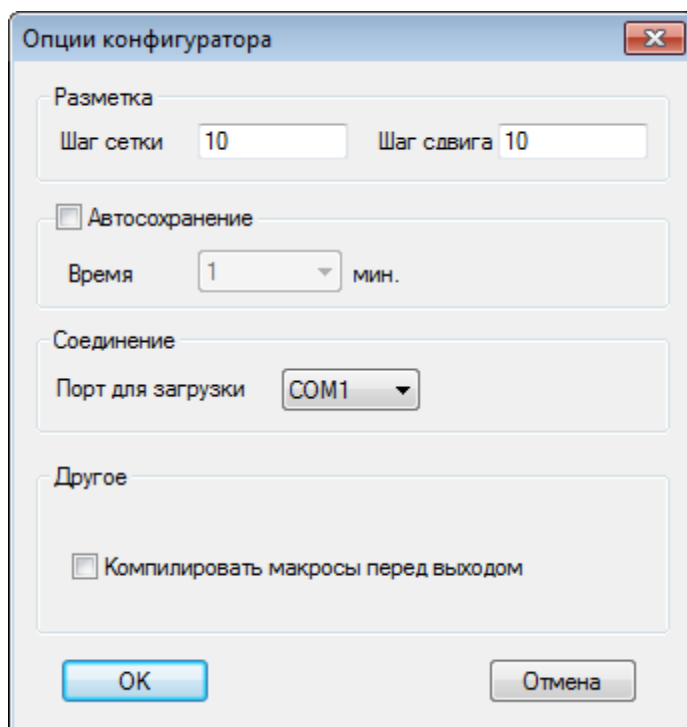 Опции конфигуратора
Разметка
Шаг сетки 10 Шаг сдвига 10
Автосохранение
Время 1 мин.
Соединение
Порт для загрузки COM1
Другое
Компилировать макросы перед выходом
OK Отмена